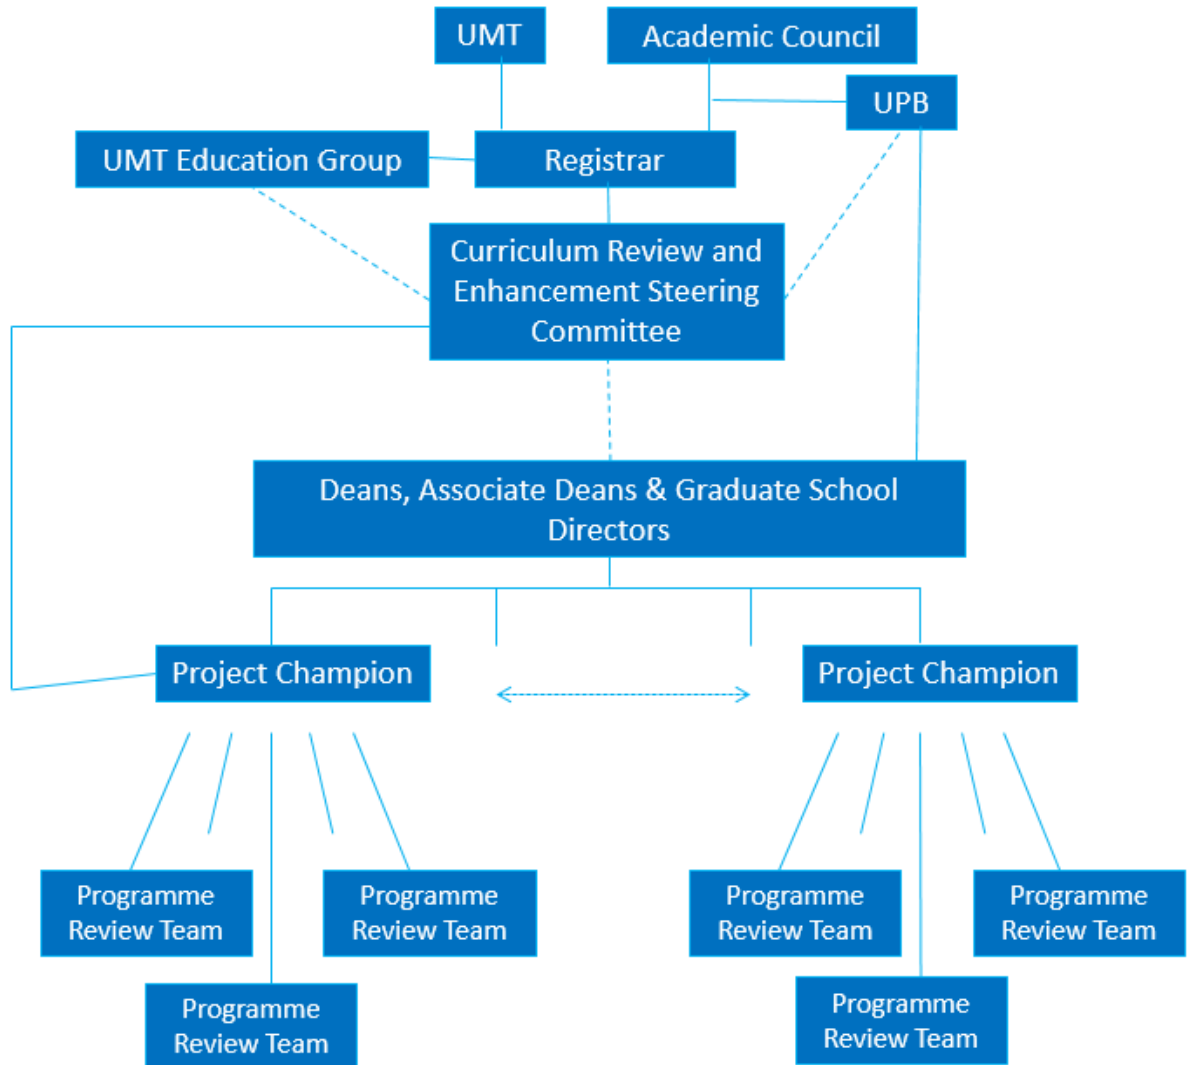 UMT
Academic Council
UPB
UMT Education Group
Registrar
Curriculum Review and
Enhancement Steering
Committee
Deans, Associate Deans & Graduate School
Directors
Project Champion
Project Champion
Programme
Review Team
Programme
Review Team
Programme
Review Team
Programme
Review Team
Programme
Review Team
Programme
Review Team